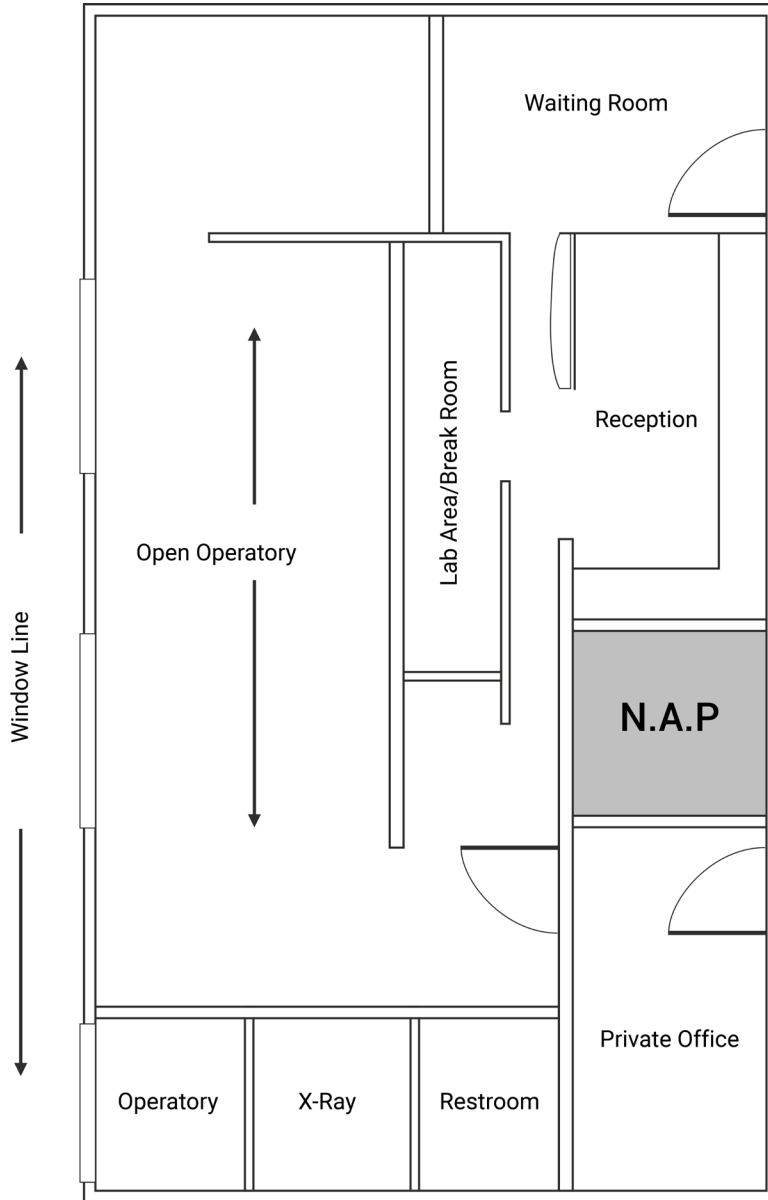 Waiting Room
Reception
Lab Area/Break Room
Open Operatory
Window Line
N.A.P
Private Office
Operatory
X-Ray
Restroom